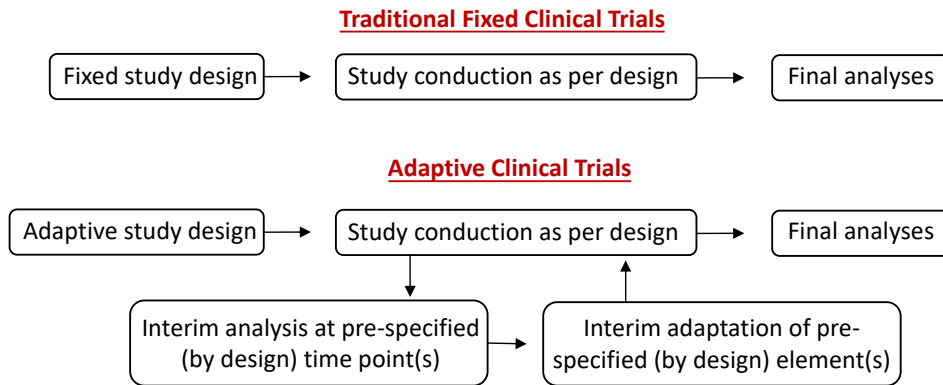 Traditional Fixed Clinical Trials
Fixed study design
Study conduction as per design
Final analyses
Adaptive Clinical Trials
Adaptive study design
Study conduction as per design
Final analyses
Interim analysis at pre-specified
(by design) time point(s)
Interim adaptation of pre-
specified (by design) element(s)